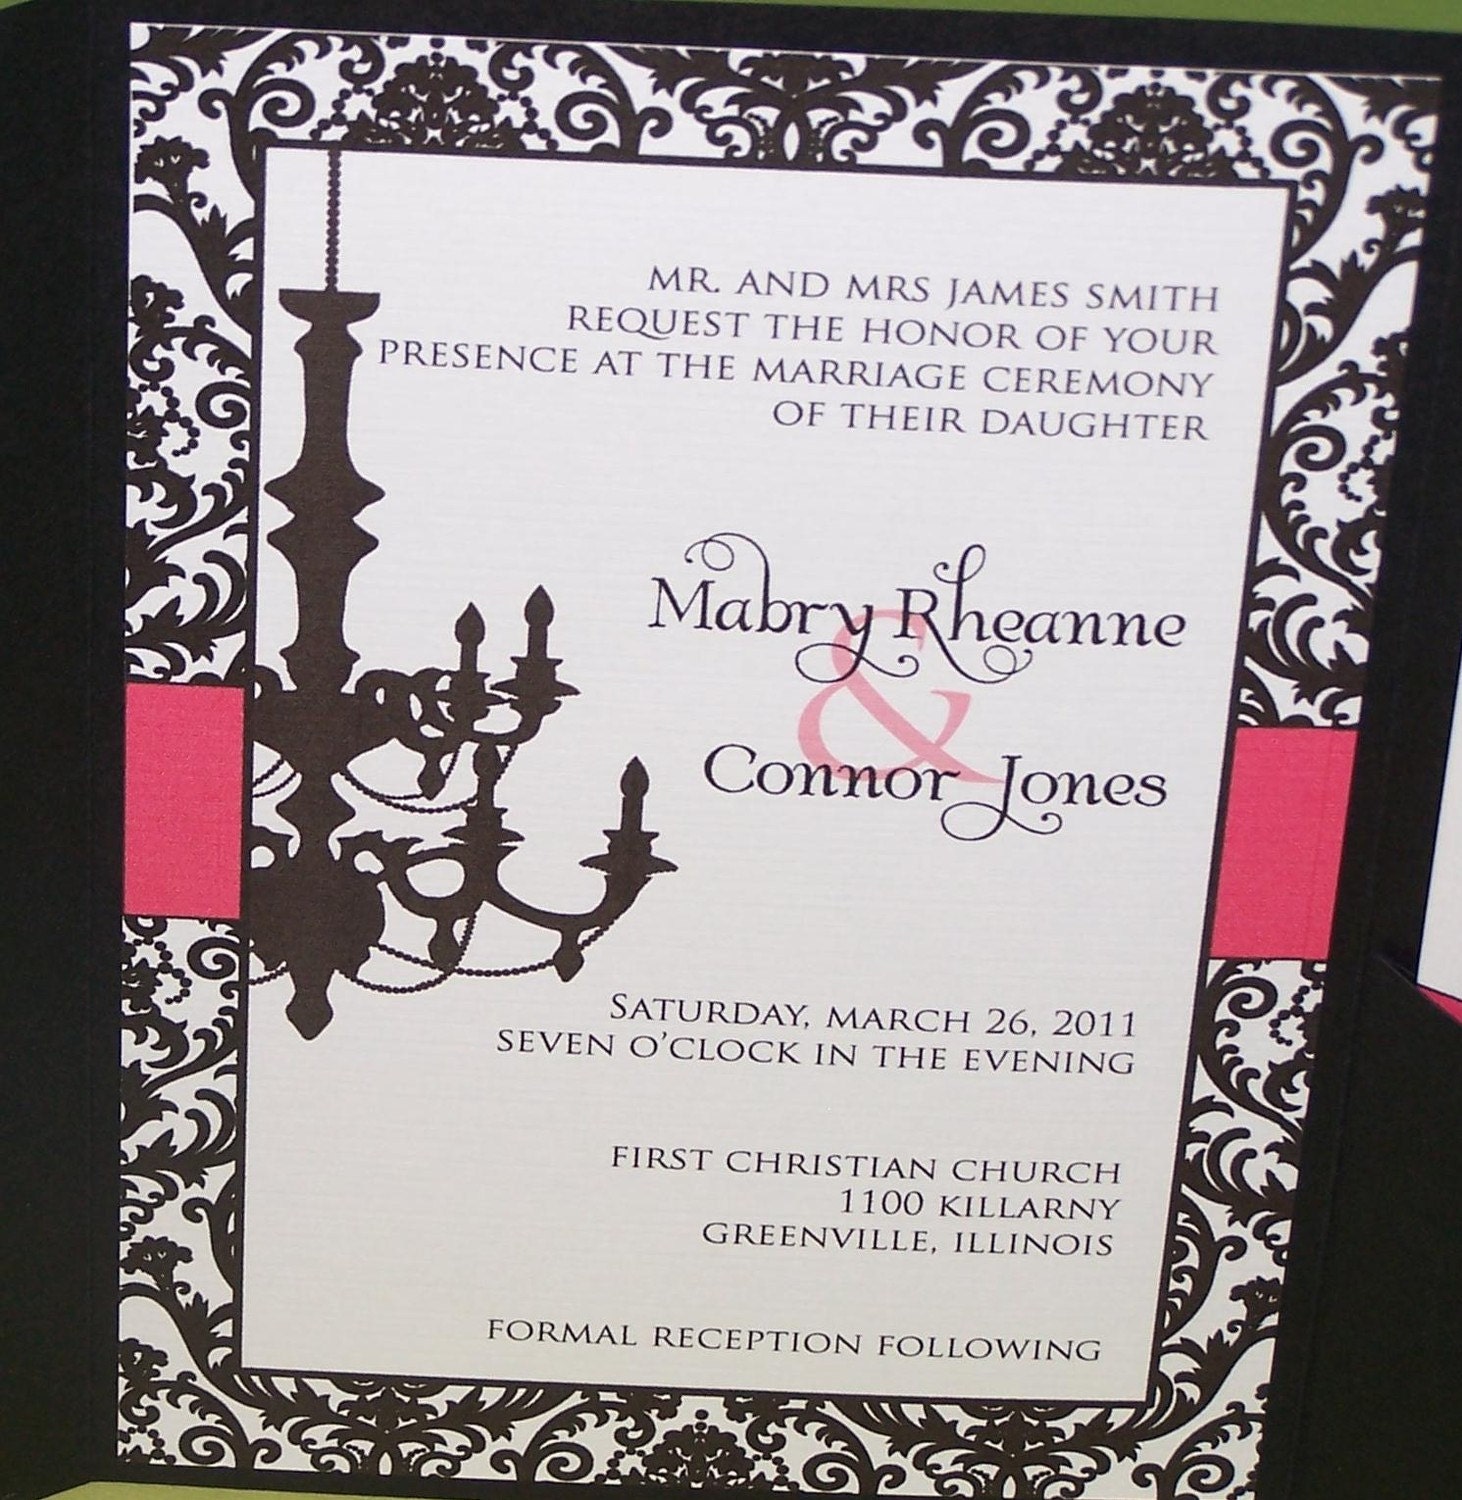 MR. AND MRS JAMES SMITH
REQUEST THE HONOR OF YOUR
PRESENCE AT THE MARRIAGE CEREMONY
OF THEIR DAUGHTER
Mabry Rheanne
&
Connor Jones
SATURDAY, MARCH 26, 2011
SEVEN O'CLOCK IN THE EVENING
FIRST CHRISTIAN CHURCH
1100 KILLARNY
GREENVILLE, ILLINOIS
FORMAL RECEPTION FOLLOWING